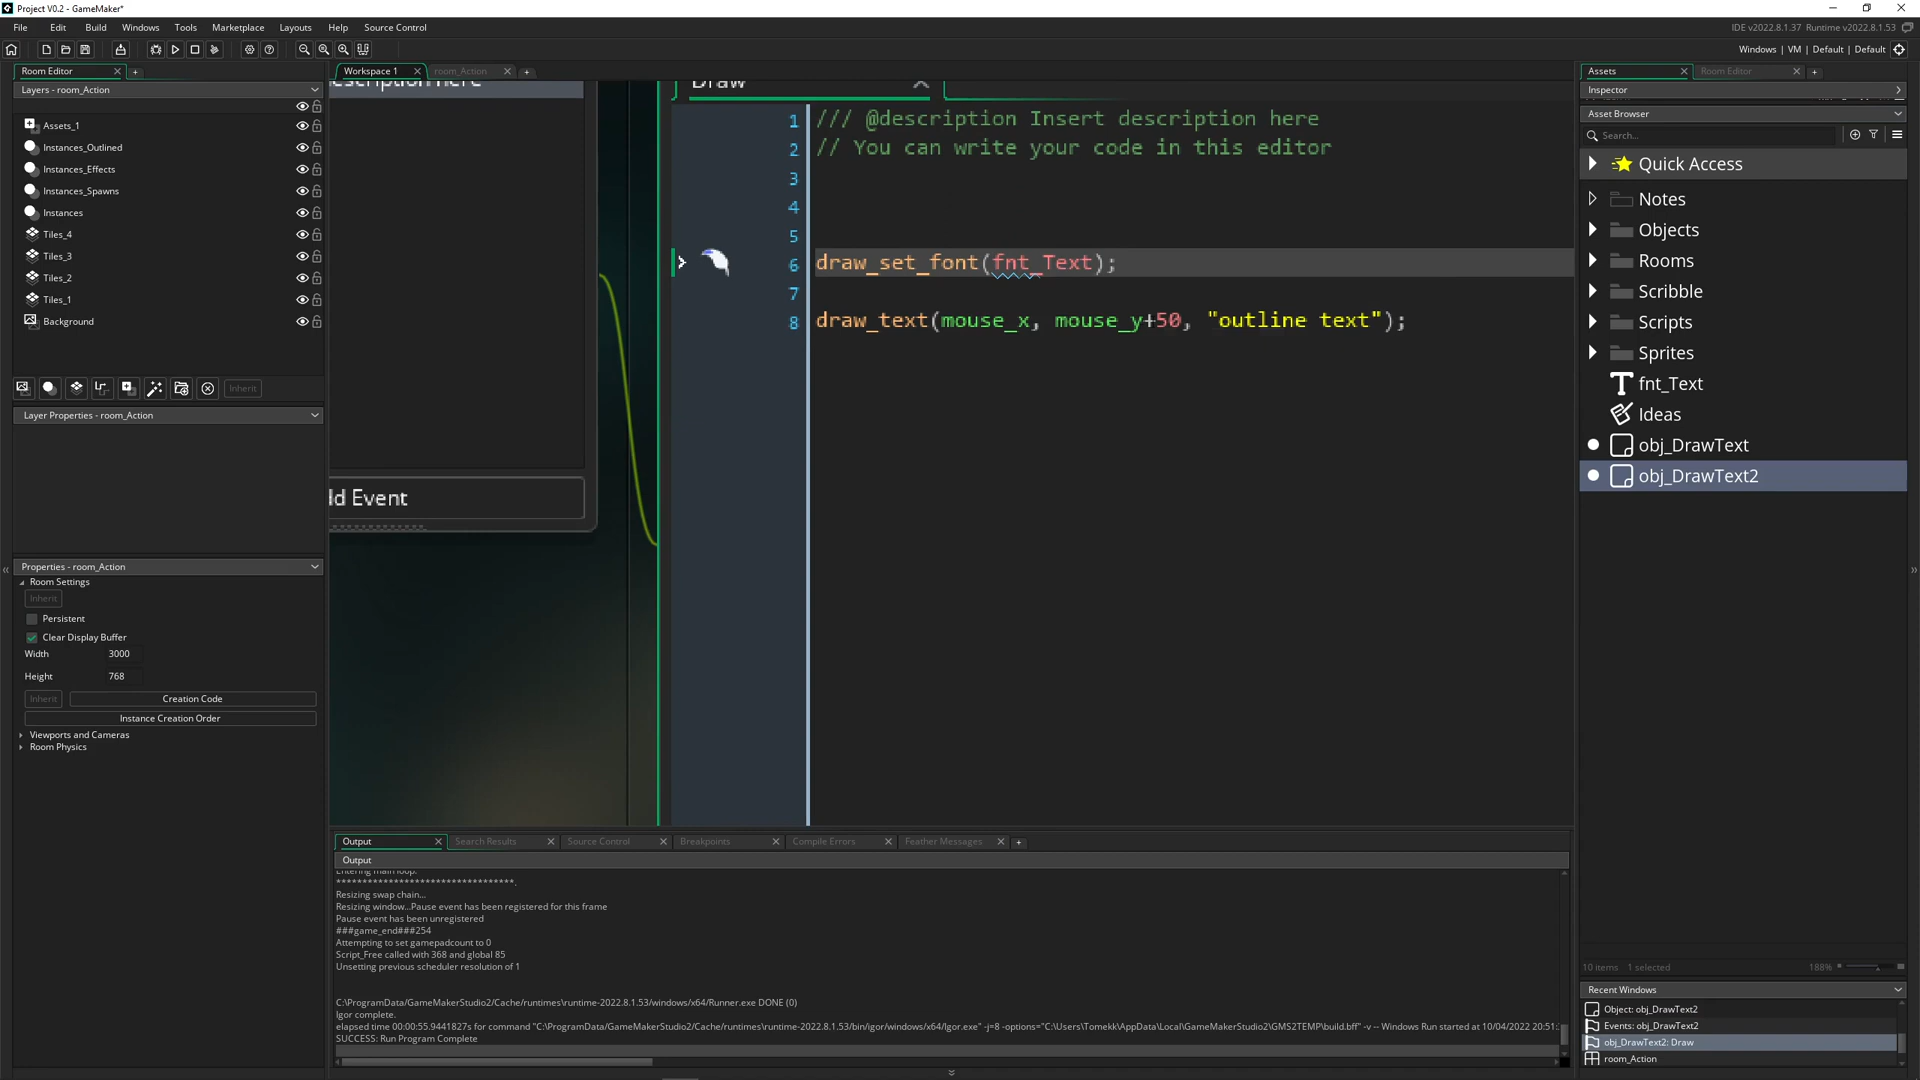 Project V0.2 - GameMaker*
File Edit Build Windows Tools Marketplace Layouts Help Source Control
IDE v2022.8.1.37 Runtime v2022.8.1.53
Windows | VM | Default | Default
Room Editor
Layers - room_Action
Assets_1
Instances_Outlined
Instances_Effects
Instances_Spawns
Instances
Tiles_4
Tiles_3
Tiles_2
Tiles_1
Background
Inherit
Layer Properties - room_Action
Properties - room_Action
Room Settings
Inherit
Persistent
Clear Display Buffer
Width 3000
Height 768
Inherit Creation Code
Instance Creation Order
Viewports and Cameras
Room Physics
Workspace 1 room_Action
escription here
dd Event
Draw
1 /// @description Insert description here
2 // You can write your code in this editor
3
4
5
6 draw_set_font(fnt_Text);
7
8 draw_text(mouse_x, mouse_y+50, "outline text");
Output Search Results Source Control Breakpoints Compile Errors Feather Messages
Output
Entering main loop.
**********************************.
Resizing swap chain...
Resizing window...Pause event has been registered for this frame
Pause event has been unregistered
###game_end###254
Attempting to set gamepadcount to 0
Script_Free called with 368 and global 85
Unsetting previous scheduler resolution of 1
C:\ProgramData/GameMakerStudio2/Cache/runtimes\runtime-2022.8.1.53/windows/x64/Runner.exe DONE (0)
Igor complete.
elapsed time 00:00:55.9441827s for command "C:\ProgramData/GameMakerStudio2/Cache/runtimes\runtime-2022.8.1.53/bin/igor/windows/x64/Igor.exe" -j=8 -options="C:\Users\Tomekk\AppData\Local\GameMakerStudio2\GMS2TEMP\build.bff" -v -- Windows Run started at 10/04/2022 20:51:
SUCCESS: Run Program Complete
Assets Room Editor
Inspector
Asset Browser
Search...
Quick Access
Notes
Objects
Rooms
Scribble
Scripts
Sprites
fnt_Text
Ideas
obj_DrawText
obj_DrawText2
10 items 1 selected 188%
Recent Windows
Object: obj_DrawText2
Events: obj_DrawText2
obj_DrawText2: Draw
room_Action